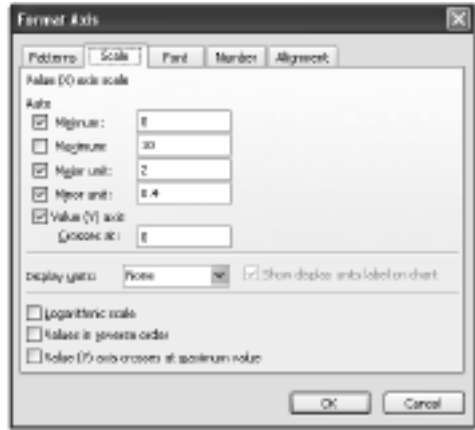 Format Axis
Patterns Scale Font Number Alignment
Value (X) axis scale
Auto
Minimum: 0
Maximum: 10
Major unit: 2
Minor unit: 0.4
Value (Y) axis
Crosses at: 0
Display units: None Show display units label on chart
Logarithmic scale
Values in reverse order
Value (Y) axis crosses at maximum value
OK Cancel